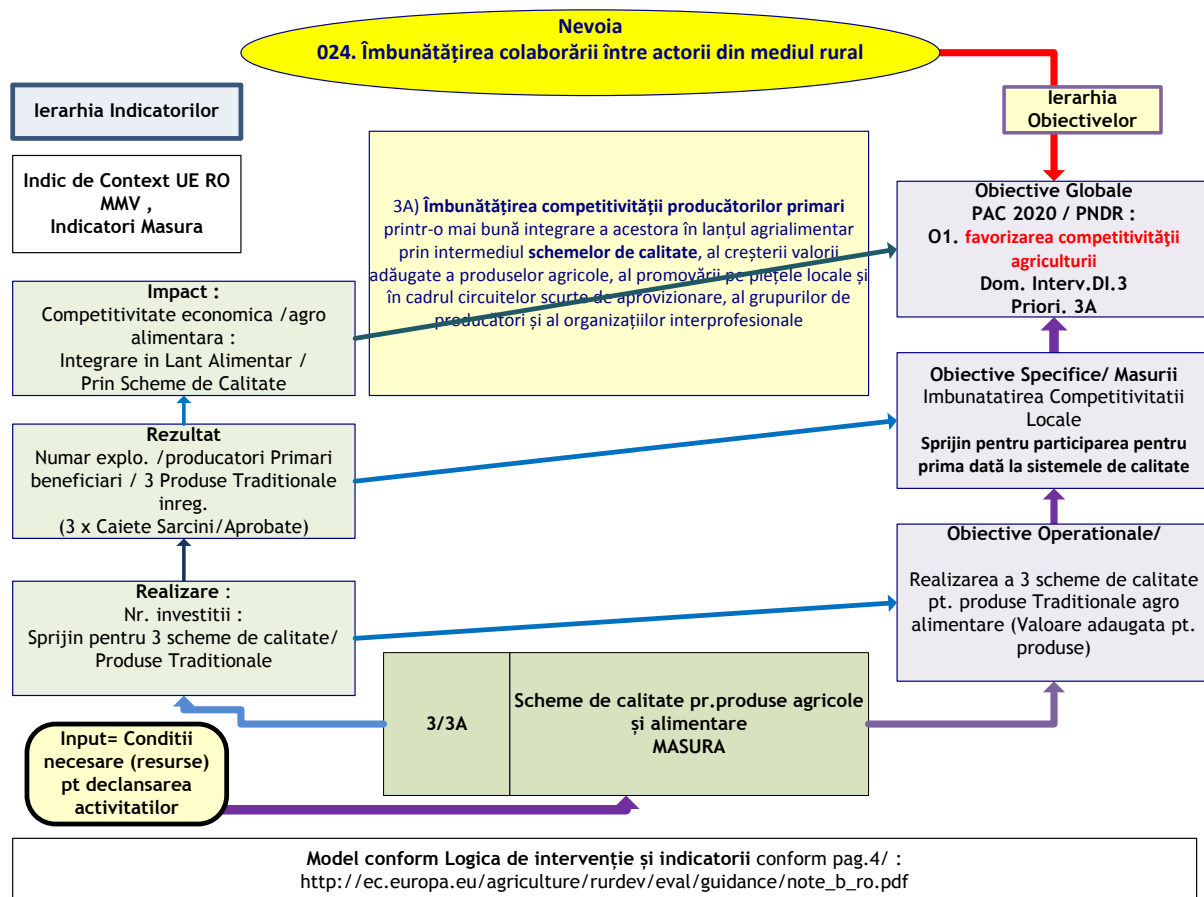 Nevoia
024. Îmbunătățirea colaborării între actorii din mediul rural
Ierarhia Indicatorilor
Ierarhia
Obiectivelor
Indic de Context UE RO
MMV ,
Indicatori Masura
3A) Îmbunătățirea competitivității producătorilor primari
printr-o mai bună integrare a acestora în lanțul agrialimentar
prin intermediul schemelor de calitate, al creșterii valorii
adăugate a produselor agricole, al promovării pe piețele locale și
în cadrul circuitelor scurte de aprovizionare, al grupurilor de
producători și al organizațiilor interprofesionale
Obiective Globale
PAC 2020 / PNDR :
O1. favorizarea competitivităţii
agriculturii
Dom. Interv.DI.3
Priori. 3A
Impact :
Competitivitate economica /agro
alimentara :
Integrare in Lant Alimentar /
Prin Scheme de Calitate
Obiective Specifice/ Masurii
Imbunatatirea Competitivitatii
Locale
Sprijin pentru participarea pentru
prima dată la sistemele de calitate
Rezultat
Numar explo. /producatori Primari
beneficiari / 3 Produse Traditionale
inreg.
(3 x Caiete Sarcini/Aprobate)
Obiective Operationale/
Realizarea a 3 scheme de calitate
pt. produse Traditionale agro
alimentare (Valoare adaugata pt.
produse)
Realizare :
Nr. investitii :
Sprijin pentru 3 scheme de calitate/
Produse Traditionale
3/3A
Scheme de calitate pr.produse agricole
și alimentare
MASURA
Input= Conditii
necesare (resurse)
pt declansarea
activitatilor
Model conform Logica de intervenție și indicatorii conform pag.4/ :
http://ec.europa.eu/agriculture/rurdev/eval/guidance/note_b_ro.pdf